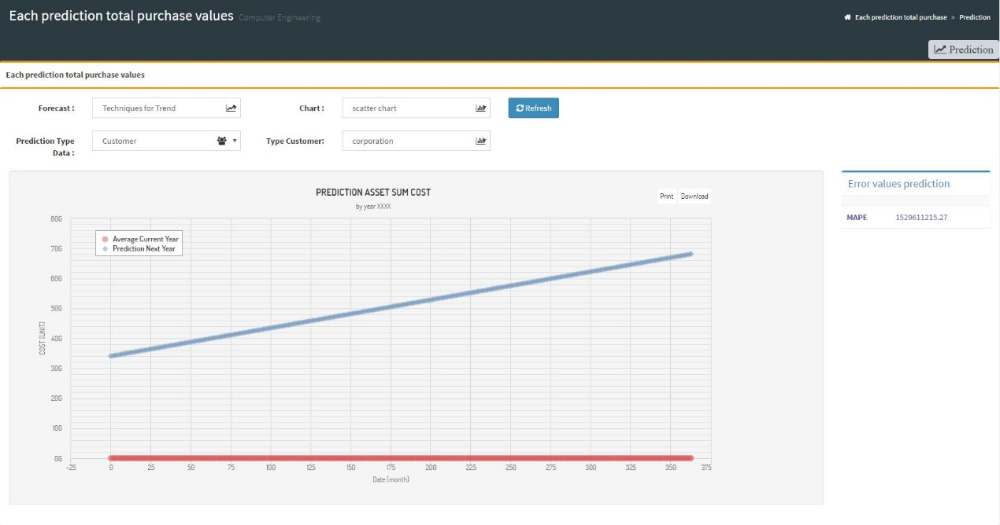 Each prediction total purchase values Computer Engineering
Each prediction total purchase > Prediction
Prediction
Each prediction total purchase values
Forecast : Techniques for Trend Chart : scatter chart Refresh
Prediction Type Customer Type Customer: corporation
Data :
PREDICTION ASSET SUM COST
by year XXXX
Print Download
Error values prediction
MAPE 1529611215.27
80G
Average Current Year
Prediction Next Year
70G
60G
50G
40G
30G
20G
10G
0G
COST (UNIT)
-25 0 25 50 75 100 125 150 175 200 225 250 275 300 325 350 375
Date (month)